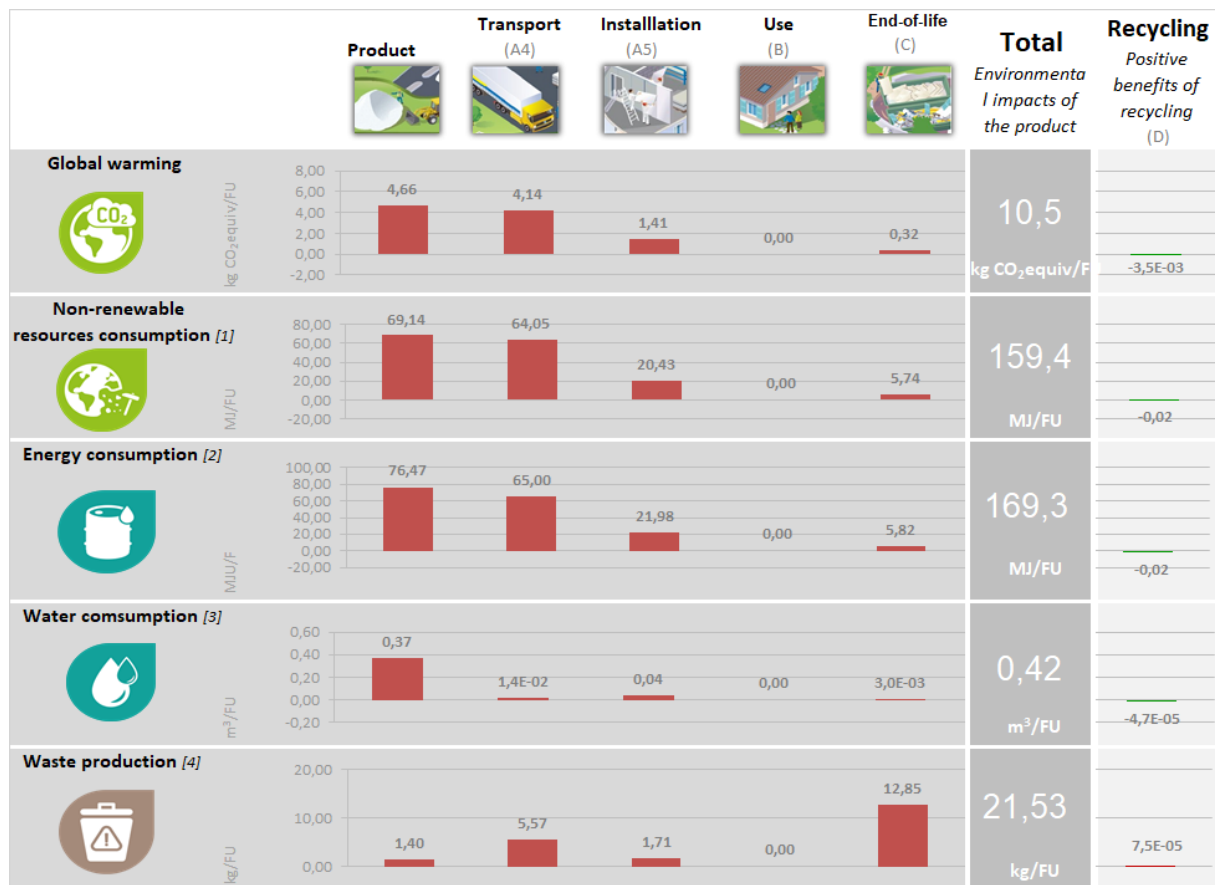 Product
Transport
(A4)
Installlation
(A5)
Use
(B)
End-of-life
(C)
Total
Environmenta
l impacts of
the product
Recycling
Positive
benefits of
recycling
(D)
Global warming
CO₂
kg CO₂equiv/FU
8,00
6,00
4,00
2,00
0,00
-2,00
4,66
4,14
1,41
0,00
0,32
10,5
kg CO₂equiv/F
-3,5E-03
Non-renewable
resources consumption [1]
MJ/FU
80,00
60,00
40,00
20,00
0,00
-20,00
69,14
64,05
20,43
0,00
5,74
159,4
MJ/FU
-0,02
Energy consumption [2]
MJU/F
100,00
80,00
60,00
40,00
20,00
0,00
-20,00
76,47
65,00
21,98
0,00
5,82
169,3
MJ/FU
-0,02
Water comsumption [3]
m³/FU
0,60
0,40
0,20
0,00
-0,20
0,37
1,4E-02
0,04
0,00
3,0E-03
0,42
m³/FU
-4,7E-05
Waste production [4]
kg/FU
20,00
10,00
0,00
1,40
5,57
1,71
0,00
12,85
21,53
kg/FU
7,5E-05